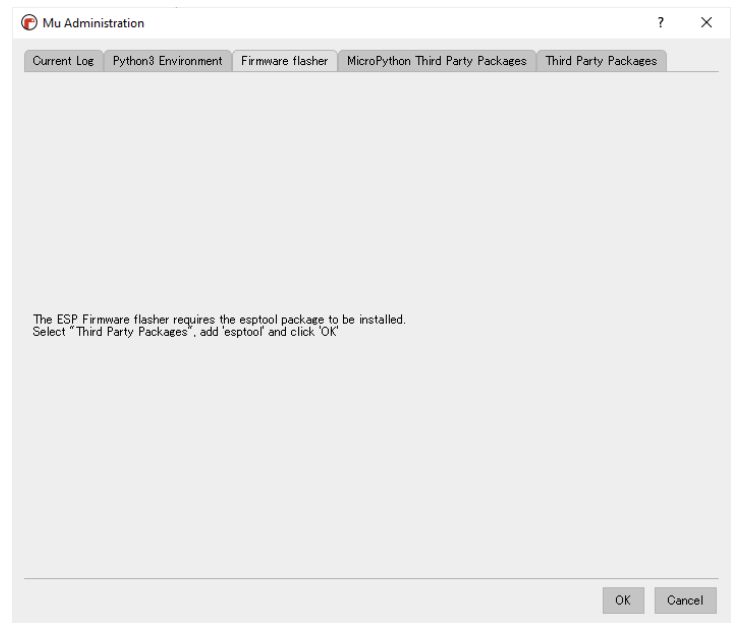 Mu Administration
?
Current Log
Python3 Environment
Firmware flasher
MicroPython Third Party Packages
Third Party Packages
The ESP Firmware flasher requires the esptool package to be installed.
Select "Third Party Packages", add 'esptool' and click 'OK'
OK
Cancel